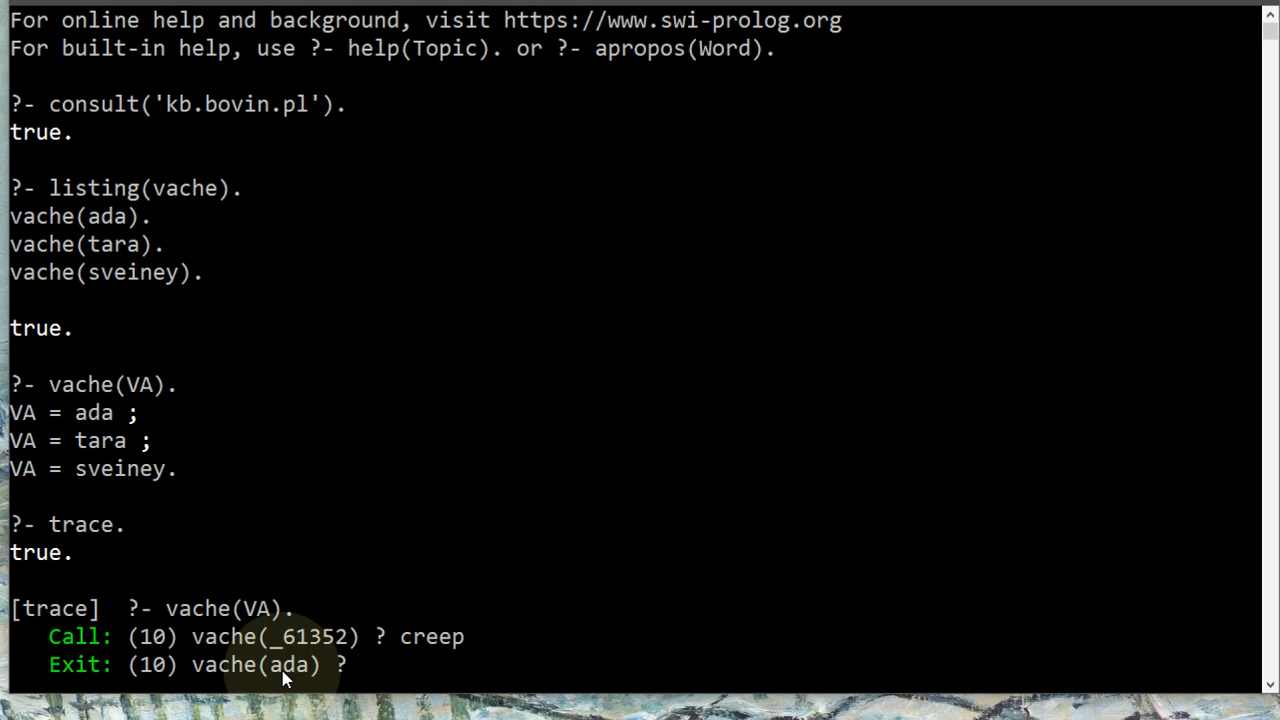 For online help and background, visit https://www.swi-prolog.org
For built-in help, use ?- help(Topic). or ?- apropos(Word).
?- consult('kb.bovin.pl').
true.
?- listing(vache).
vache(ada).
vache(tara).
vache(sveiney).
true.
?- vache(VA).
VA = ada ;
VA = tara ;
VA = sveiney.
?- trace.
true.
[trace]  ?- vache(VA).
   Call: (10) vache(_61352) ? creep
   Exit: (10) vache(ada) ?